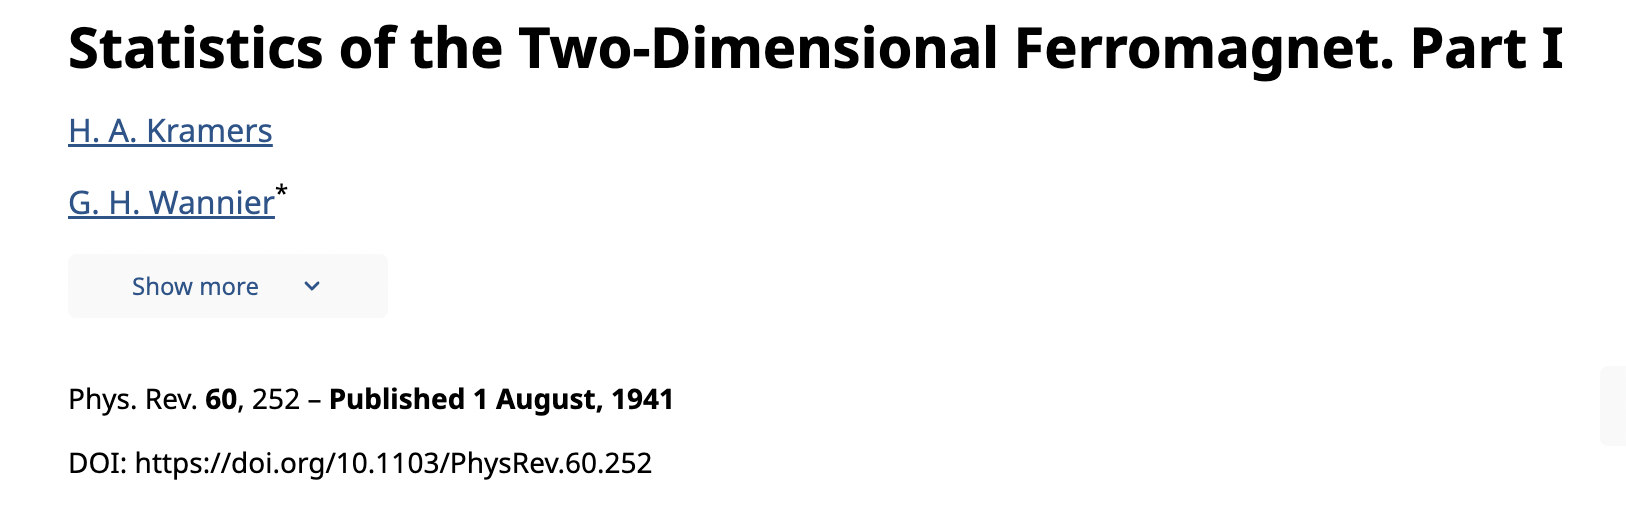 Statistics of the Two-Dimensional Ferromagnet. Part I
H. A. Kramers
G. H. Wannier*
Show more
Phys. Rev. 60, 252 – Published 1 August, 1941
DOI: https://doi.org/10.1103/PhysRev.60.252